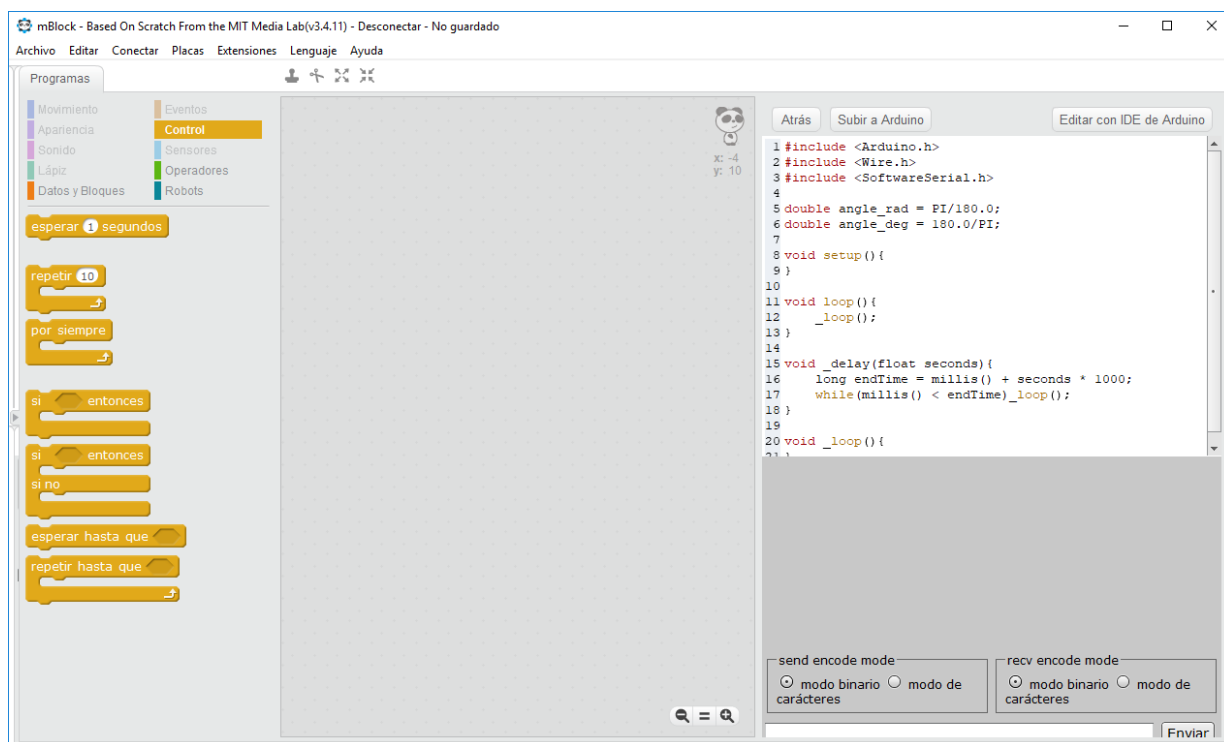 mBlock - Based On Scratch From the MIT Media Lab(v3.4.11) - Desconectar - No guardado
Archivo Editar Conectar Placas Extensiones Lenguaje Ayuda
Programas
Movimiento Eventos
Apariencia Control
Sonido Sensores
Lápiz Operadores
Datos y Bloques Robots
esperar 1 segundos
repetir 10
por siempre
si entonces
si entonces
si no
esperar hasta que
repetir hasta que
x: -4
y: 10
Atrás Subir a Arduino Editar con IDE de Arduino
1 #include <Arduino.h>
2 #include <Wire.h>
3 #include <SoftwareSerial.h>
4
5 double angle_rad = PI/180.0;
6 double angle_deg = 180.0/PI;
7
8 void setup(){
9 }
10
11 void loop(){
12 _loop();
13 }
14
15 void _delay(float seconds){
16 long endTime = millis() + seconds * 1000;
17 while(millis() < endTime)_loop();
18 }
19
20 void _loop(){
21 }
send encode mode
modo binario modo de
carácteres
recv encode mode
modo binario modo de
carácteres
Enviar